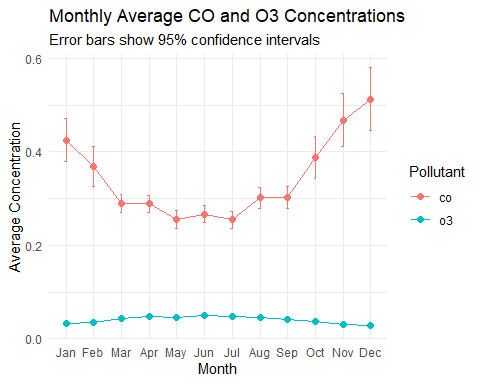 Monthly Average CO and O3 Concentrations
Error bars show 95% confidence intervals
Average Concentration
0.6
0.4
0.2
0.0
Jan Feb Mar Apr May Jun Jul Aug Sep Oct Nov Dec
Month
Pollutant
co
o3